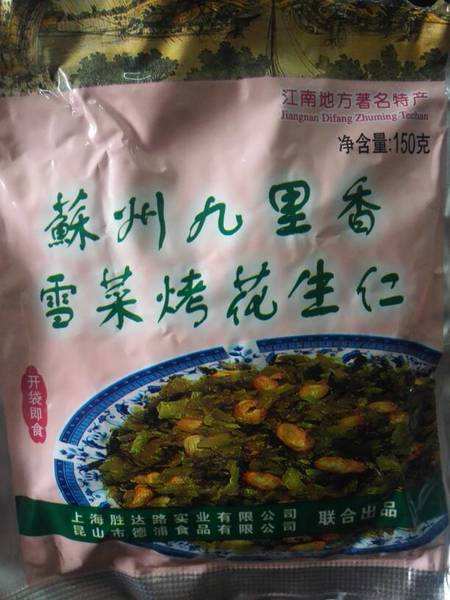 江南地方著名特产
Jiangnan Difang Zhuming Techan
净含量:150克
蘇州九里香
雪菜烤花生仁
开袋即食
上海胜达路实业有限公司
昆山市德浦食品有限公司
联合出品